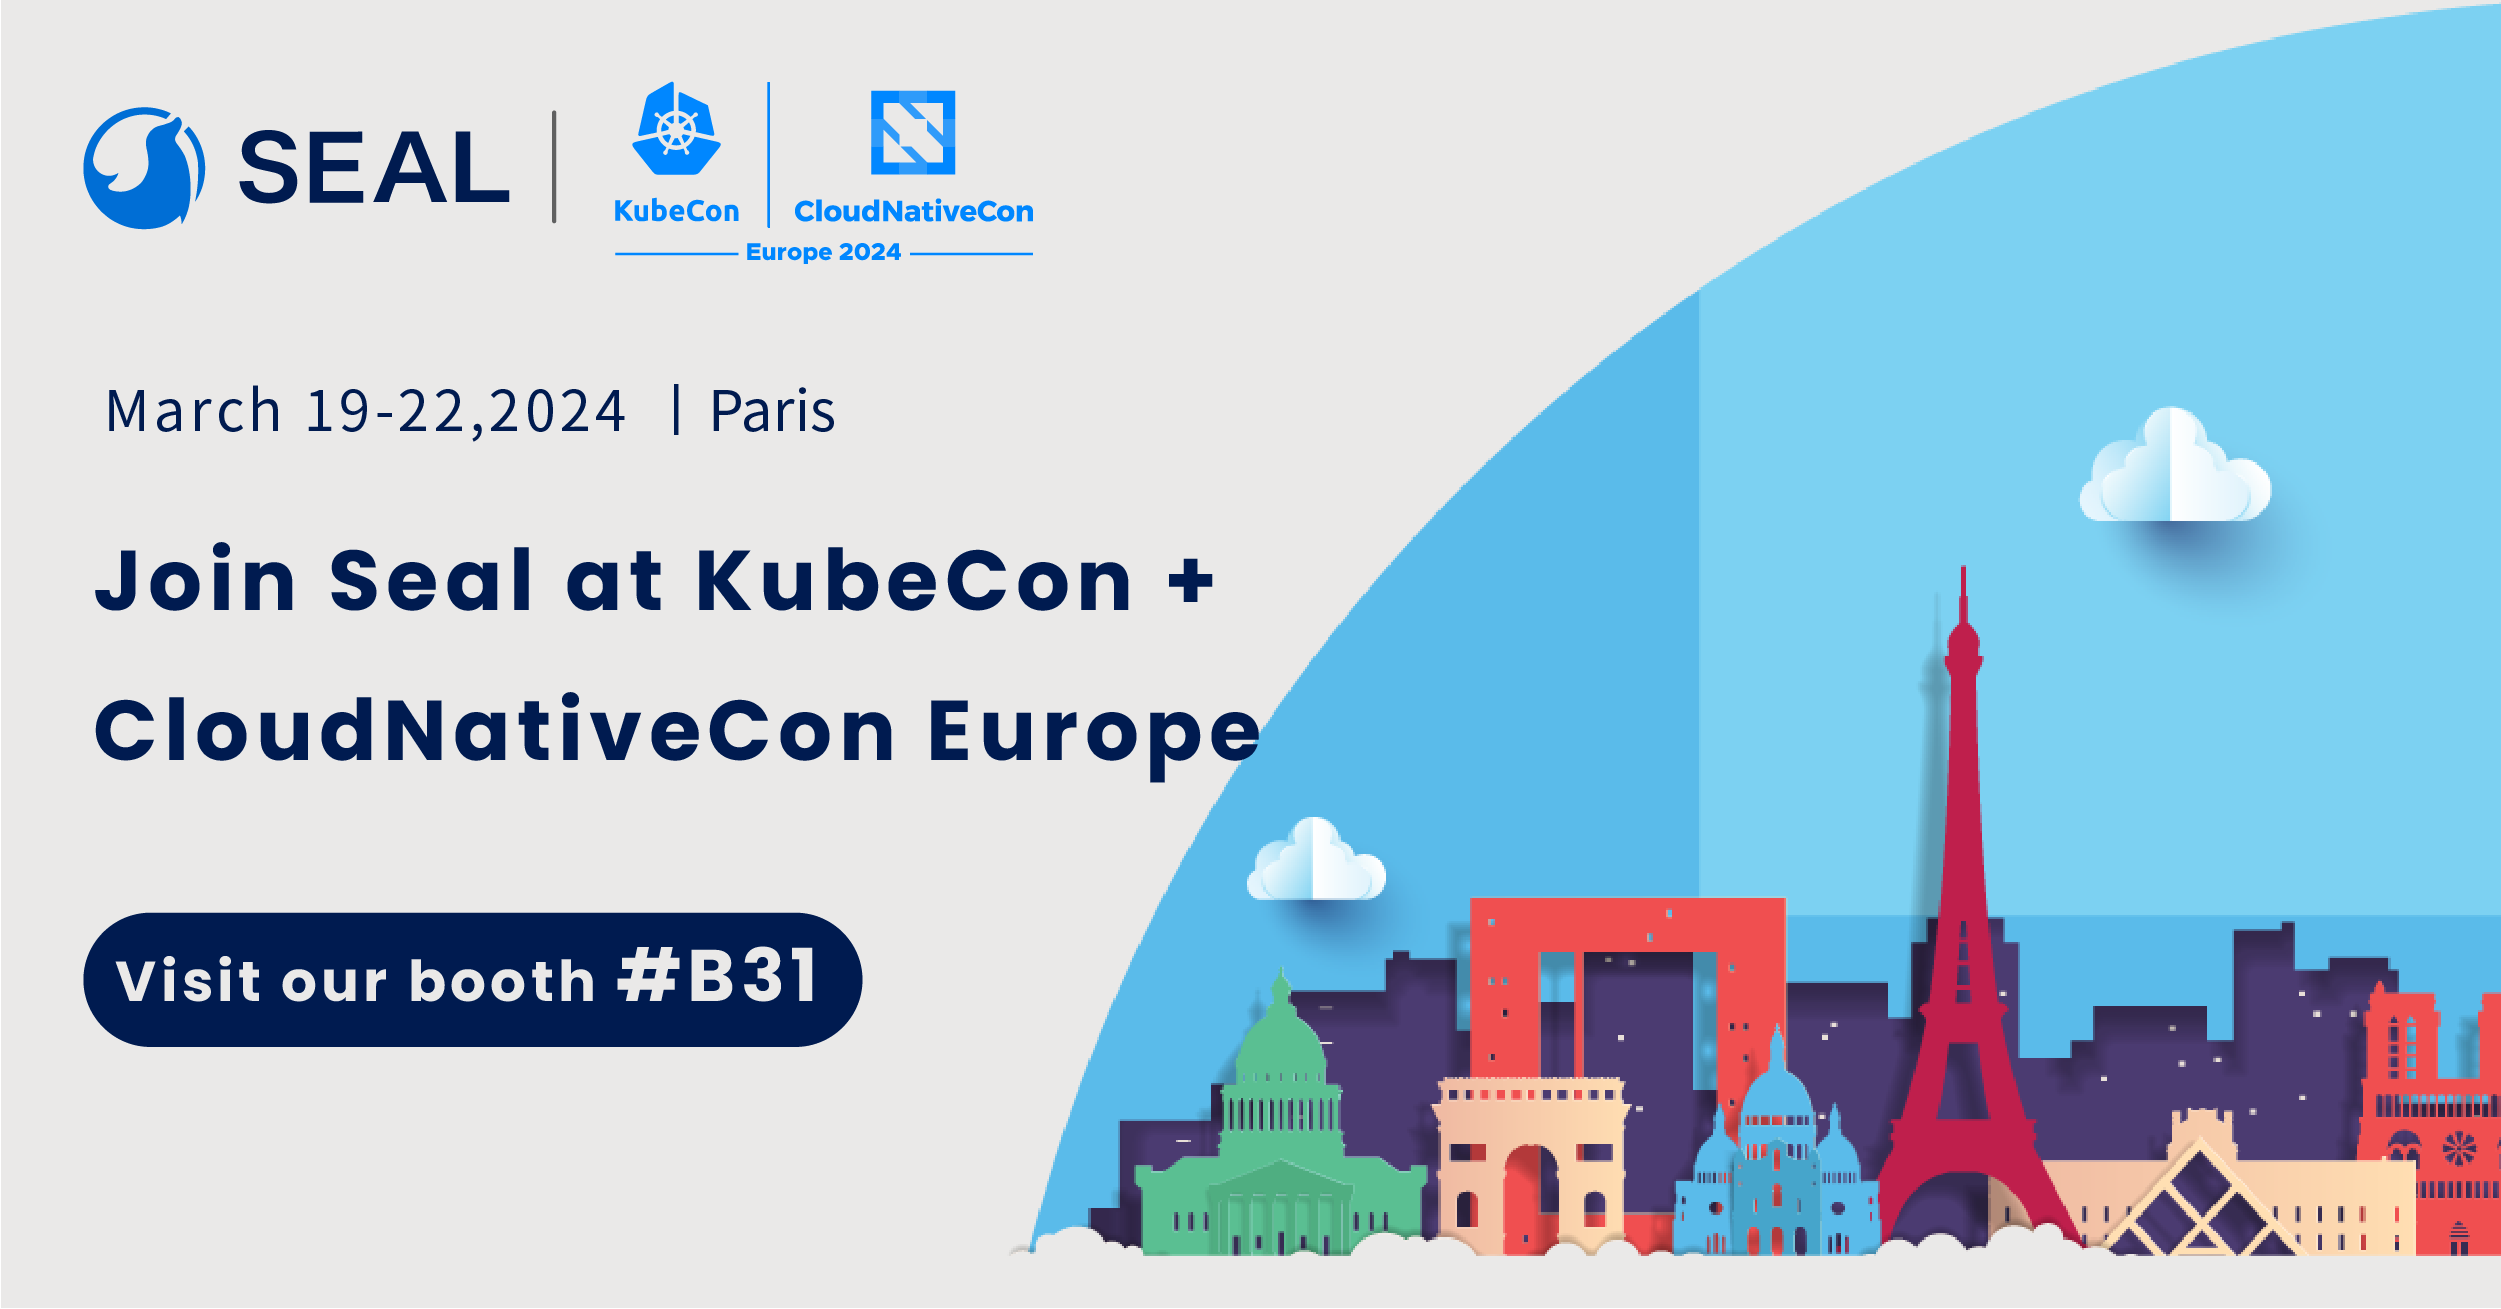 SEAL
KubeCon
CloudNativeCon
Europe 2024
March 19-22,2024 | Paris
Join Seal at KubeCon +
CloudNativeCon Europe
Visit our booth #B31